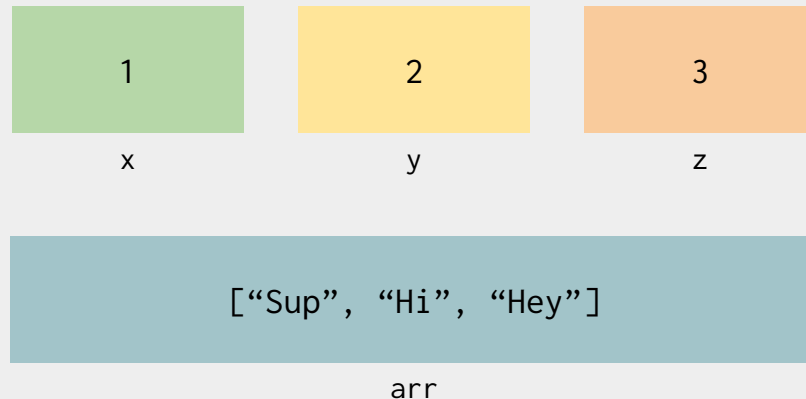 1 2 3
x y z
[“Sup”, “Hi”, “Hey”]
arr